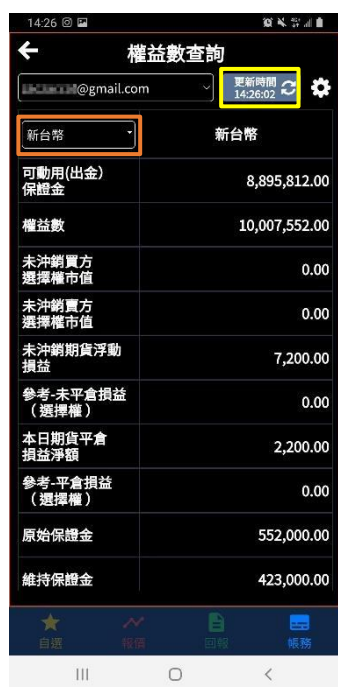 14:26
權益數查詢
@gmail.com
更新時間
14:26:02
新台幣
新台幣
可動用(出金)
保證金
8,895,812.00
權益數
10,007,552.00
未沖銷買方
選擇權市值
0.00
未沖銷賣方
選擇權市值
0.00
未沖銷期貨浮動
損益
7,200.00
參考-未平倉損益
（選擇權）
0.00
本日期貨平倉
損益淨額
2,200.00
參考-平倉損益
（選擇權）
0.00
原始保證金
552,000.00
維持保證金
423,000.00
自選
報價
回報
帳務